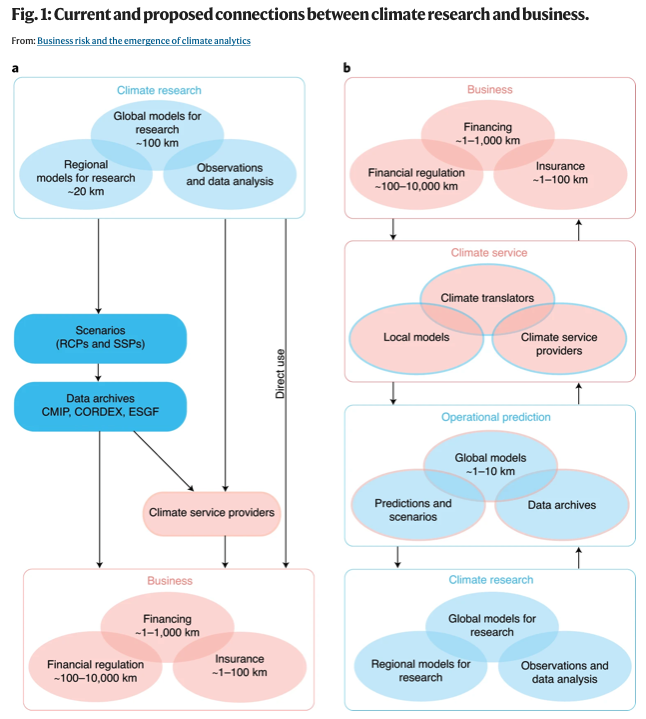 Fig. 1: Current and proposed connections between climate research and business.
From: Business risk and the emergence of climate analytics
a
Climate research
Global models for
research
~100 km
Regional
models for research
~20 km
Observations
and data analysis
Scenarios
(RCPs and SSPs)
Data archives
CMIP, CORDEX, ESGF
Direct use
Climate service providers
Business
Financing
~1–1,000 km
Financial regulation
~100–10,000 km
Insurance
~1–100 km
b
Business
Financing
~1–1,000 km
Financial regulation
~100–10,000 km
Insurance
~1–100 km
Climate service
Climate translators
Local models
Climate service
providers
Operational prediction
Global models
~1–10 km
Predictions and
scenarios
Data archives
Climate research
Global models for
research
Regional models for
research
Observations and
data analysis